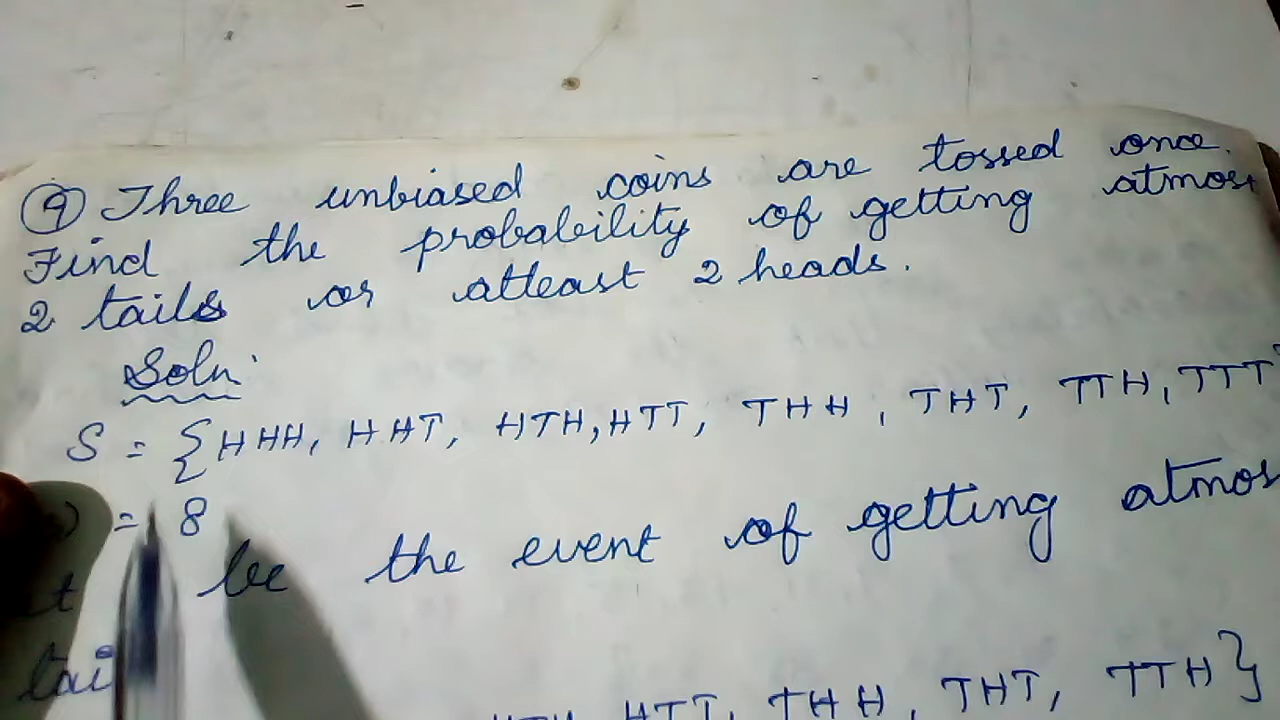 9 Three unbiased coins are tossed once.
Find the probability of getting atmost
2 tails or atleast 2 heads.
Soln.
S = {HHH, HHT, HTH, HTT, THH, THT, TTH, TTT
) = 8
be the event of getting atmos
tai
HTT, THH, THT, TTH}